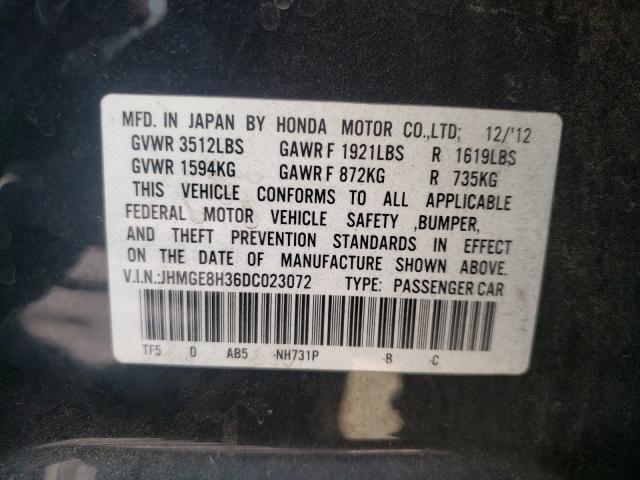 MFD. IN JAPAN BY HONDA MOTOR CO.,LTD; 12/'12
GVWR 3512LBS GAWR F 1921LBS R 1619LBS
GVWR 1594KG GAWR F 872KG R 735KG
THIS VEHICLE CONFORMS TO ALL APPLICABLE
FEDERAL MOTOR VEHICLE SAFETY ,BUMPER,
AND THEFT PREVENTION STANDARDS IN EFFECT
ON THE DATE OF MANUFACTURE SHOWN ABOVE.
V.I.N.:JHMGE8H36DC023072 TYPE: PASSENGER CAR
TF5 D AB5 -NH731P -B -C